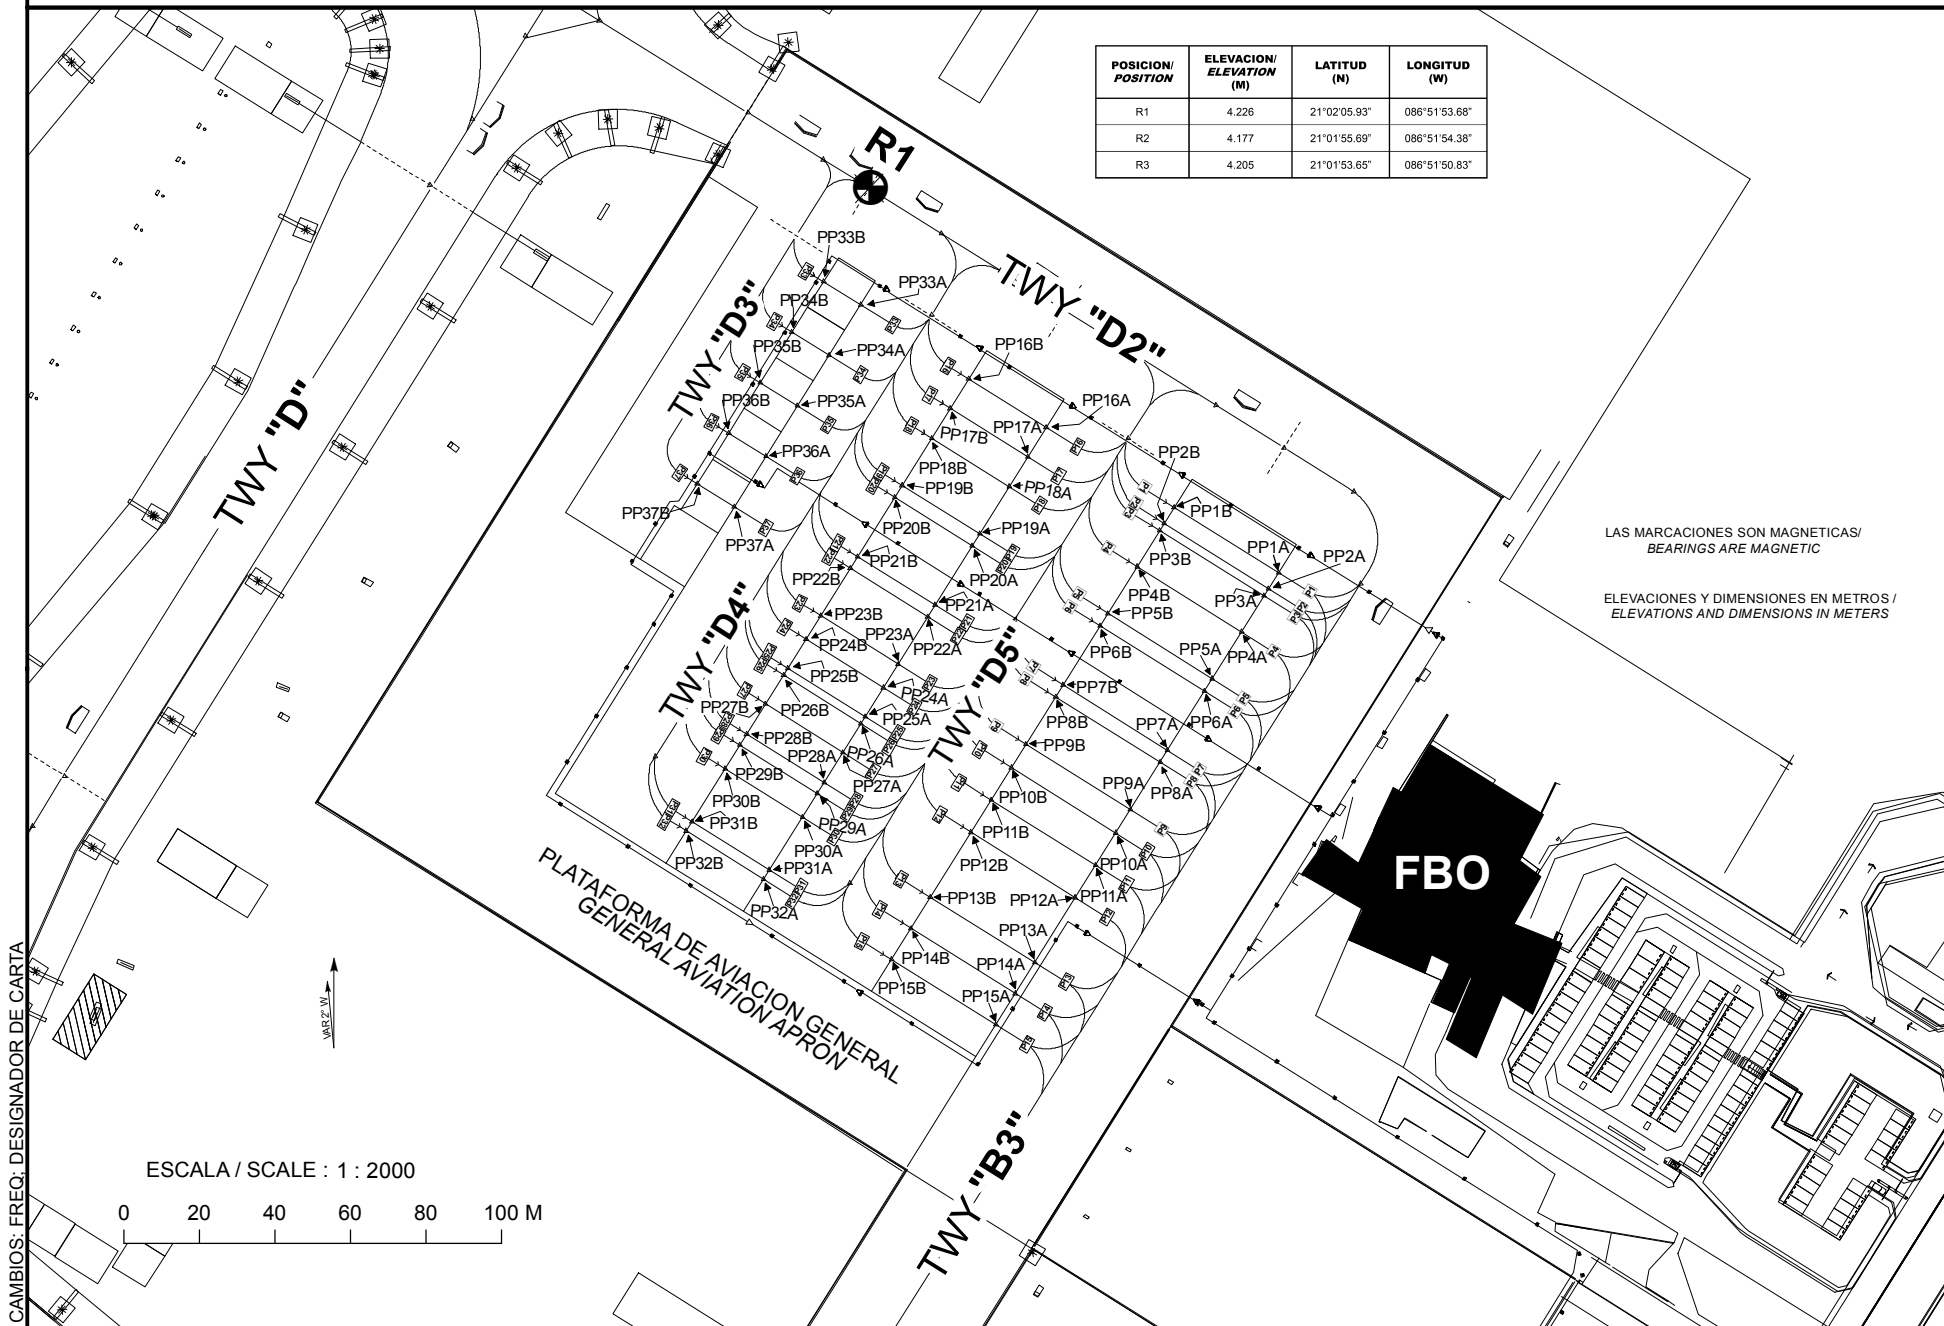 POSICION/ POSITION
ELEVACION/ ELEVATION (M)
LATITUD (N)
LONGITUD (W)
R1 4.226 21°02'05.93" 086°51'53.68"
R2 4.177 21°01'55.69" 086°51'54.38"
R3 4.205 21°01'53.65" 086°51'50.83"
R1
TWY "D"
TWY "D3"
TWY "D2"
TWY "D4"
TWY "D5"
TWY "B3"
PP33B
PP33A
PP34B
PP34A
PP35B
PP35A
PP36B
PP36A
PP37B
PP37A
PP16B
PP16A
PP17B
PP17A
PP18B
PP18A
PP19B
PP19A
PP20B
PP20A
PP21B
PP21A
PP22B
PP22A
PP23B
PP23A
PP24B
PP24A
PP25B
PP25A
PP26B
PP26A
PP27B
PP27A
PP28B
PP28A
PP29B
PP29A
PP30B
PP30A
PP31B
PP31A
PP32B
PP32A
PP2B
PP1B
PP1A
PP2A
PP3B
PP3A
PP4B
PP4A
PP5B
PP5A
PP6B
PP6A
PP7B
PP7A
PP8B
PP8A
PP9B
PP9A
PP10B
PP10A
PP11B
PP11A
PP12B
PP12A
PP13B
PP13A
PP14B
PP14A
PP15B
PP15A
LAS MARCACIONES SON MAGNETICAS/
BEARINGS ARE MAGNETIC
ELEVACIONES Y DIMENSIONES EN METROS /
ELEVATIONS AND DIMENSIONS IN METERS
FBO
PLATAFORMA DE AVIACION GENERAL
GENERAL AVIATION APRON
VAR 2° W
ESCALA / SCALE : 1 : 2000
0 20 40 60 80 100 M
CAMBIOS: FREQ; DESIGNADOR DE CARTA